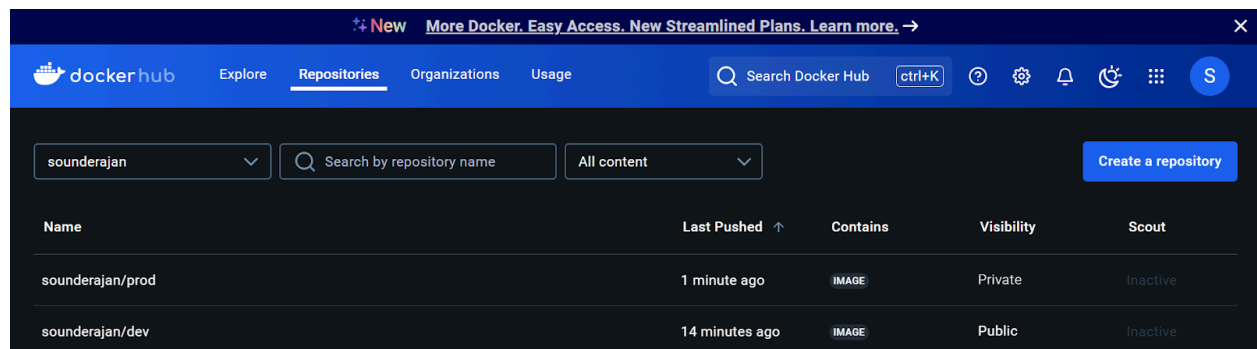 New More Docker. Easy Access. New Streamlined Plans. Learn more. →
dockerhub Explore Repositories Organizations Usage Search Docker Hub ctrl+K S
sounderajan Search by repository name All content Create a repository
Name Last Pushed ↑ Contains Visibility Scout
sounderajan/prod 1 minute ago IMAGE Private Inactive
sounderajan/dev 14 minutes ago IMAGE Public Inactive